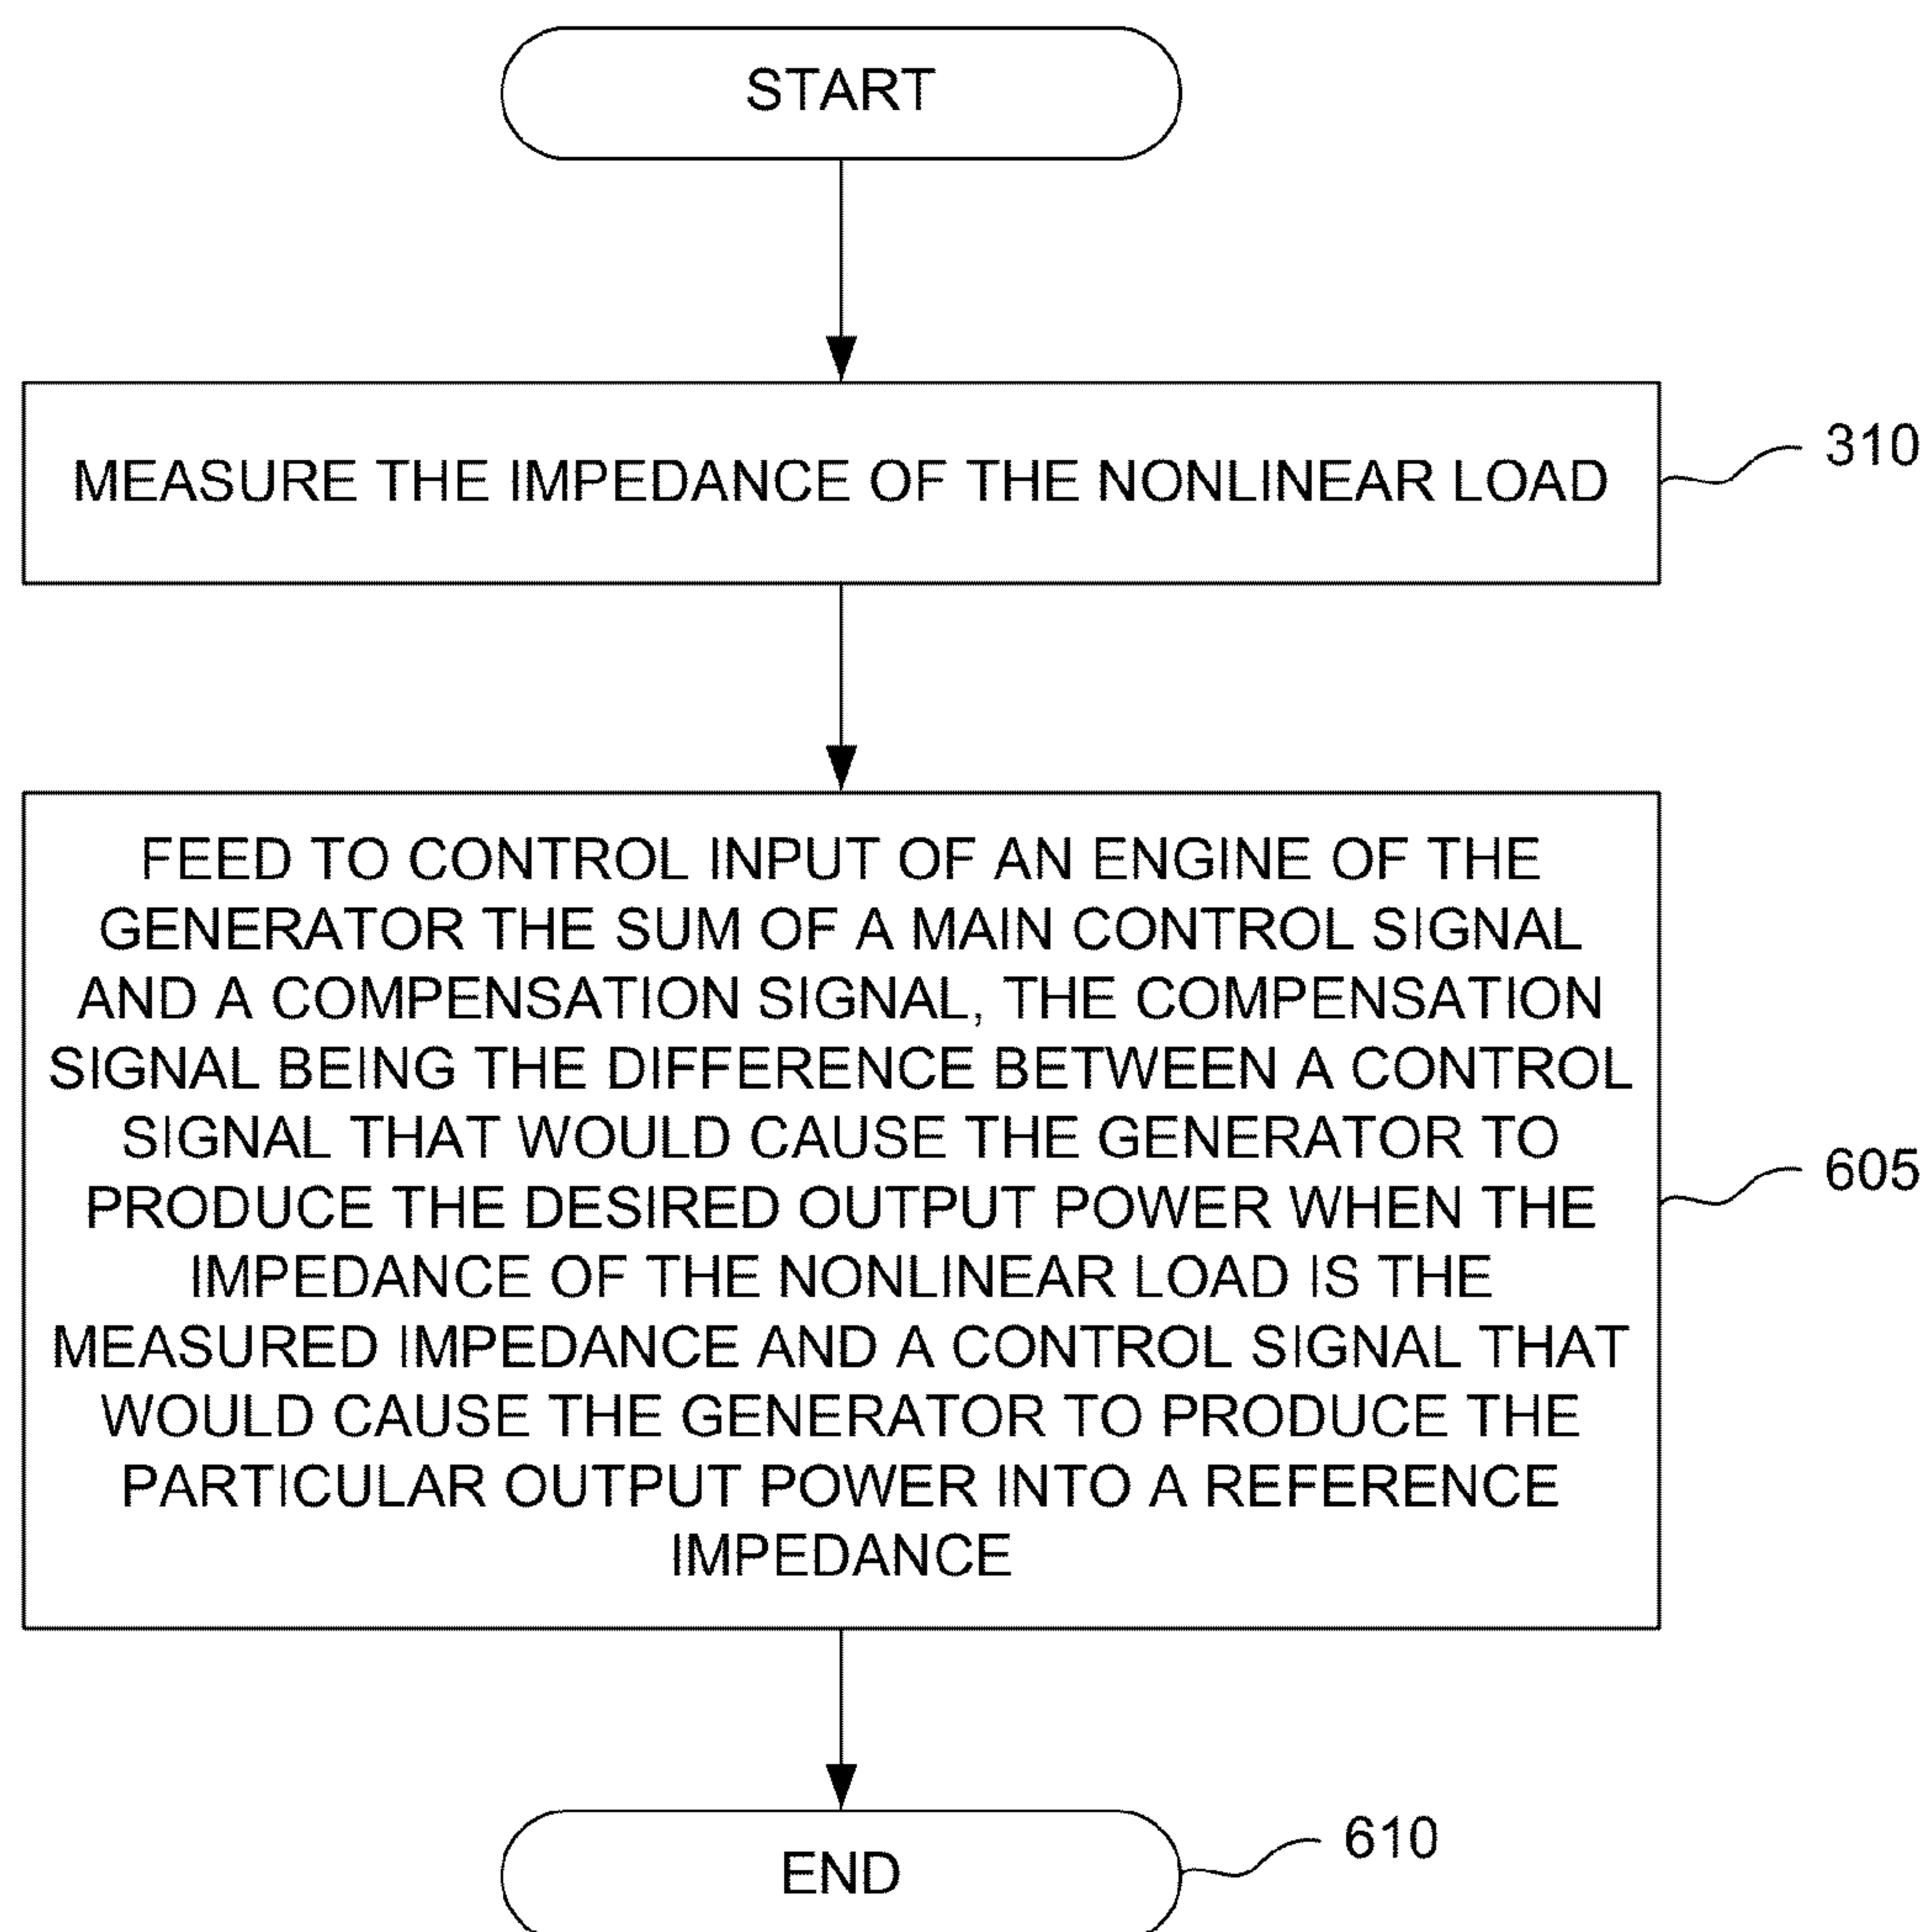 START
MEASURE THE IMPEDANCE OF THE NONLINEAR LOAD
310
FEED TO CONTROL INPUT OF AN ENGINE OF THE
GENERATOR THE SUM OF A MAIN CONTROL SIGNAL
AND A COMPENSATION SIGNAL, THE COMPENSATION
SIGNAL BEING THE DIFFERENCE BETWEEN A CONTROL
SIGNAL THAT WOULD CAUSE THE GENERATOR TO
PRODUCE THE DESIRED OUTPUT POWER WHEN THE
IMPEDANCE OF THE NONLINEAR LOAD IS THE
MEASURED IMPEDANCE AND A CONTROL SIGNAL THAT
WOULD CAUSE THE GENERATOR TO PRODUCE THE
PARTICULAR OUTPUT POWER INTO A REFERENCE
IMPEDANCE
605
END
610